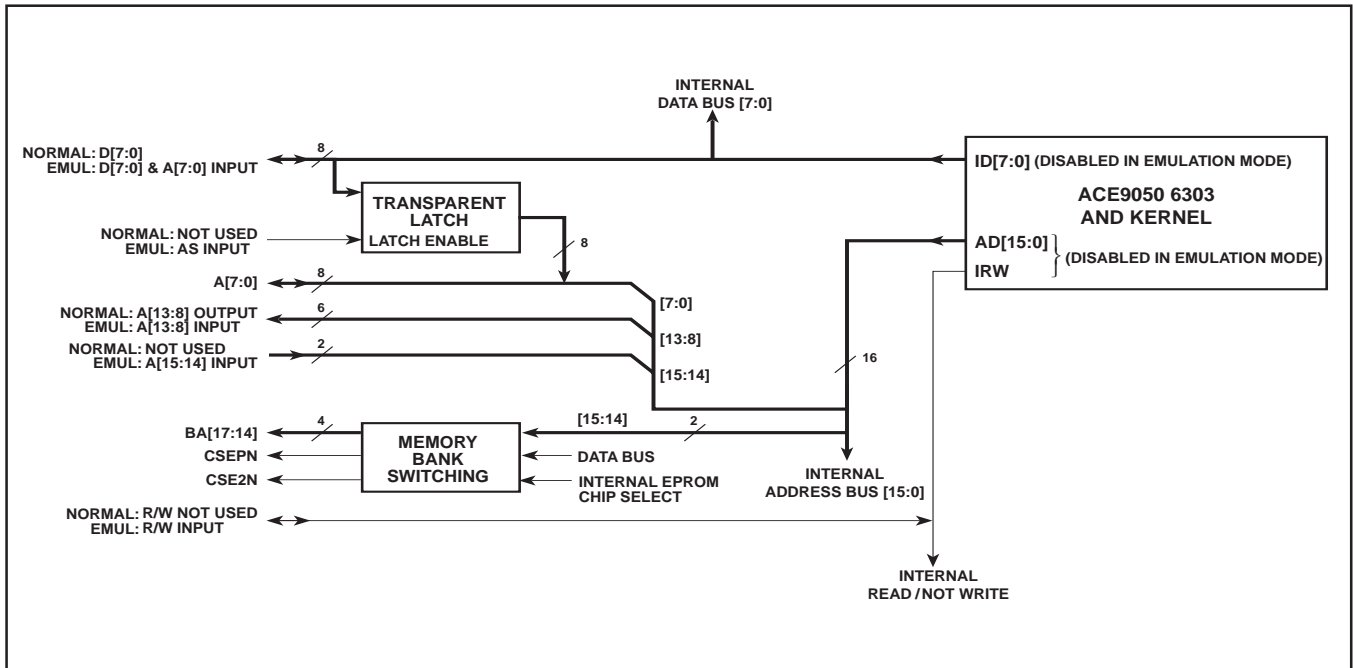 INTERNAL
DATA BUS [7:0]
NORMAL: D[7:0]
EMUL: D[7:0] & A[7:0] INPUT
8
ID[7:0] (DISABLED IN EMULATION MODE)
ACE9050 6303
AND KERNEL
TRANSPARENT
LATCH
LATCH ENABLE
NORMAL: NOT USED
EMUL: AS INPUT
8
AD[15:0]
IRW
(DISABLED IN EMULATION MODE)
A[7:0]
8
[7:0]
NORMAL: A[13:8] OUTPUT
EMUL: A[13:8] INPUT
6
[13:8]
NORMAL: NOT USED
EMUL: A[15:14] INPUT
2
[15:14]
16
BA[17:14]
4
CSEPN
CSE2N
MEMORY
BANK
SWITCHING
[15:14]
2
DATA BUS
INTERNAL EPROM
CHIP SELECT
INTERNAL
ADDRESS BUS [15:0]
NORMAL: R/W NOT USED
EMUL: R/W INPUT
INTERNAL
READ/NOT WRITE